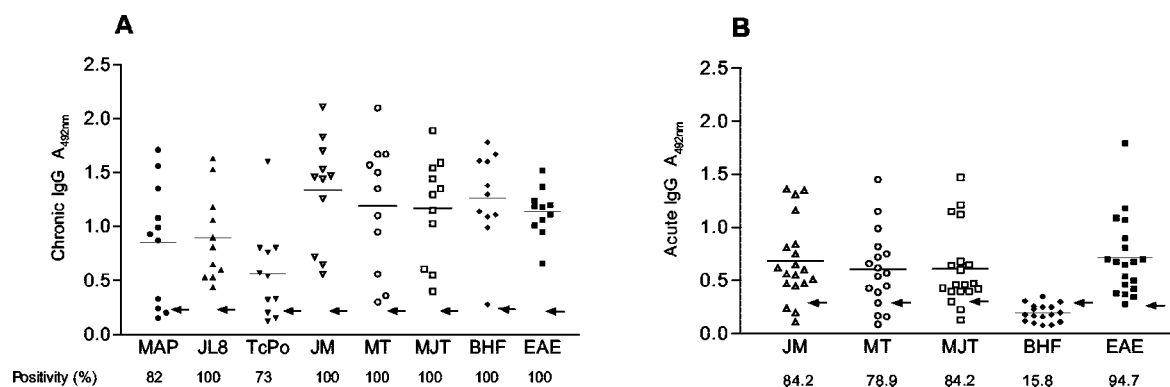 A
Chronic IgG A492nm
2.5
2.0
1.5
1.0
0.5
0.0
MAP JL8 TcPo JM MT MJT BHF EAE
Positivity (%) 82 100 73 100 100 100 100 100
B
Acute IgG A492nm
2.5
2.0
1.5
1.0
0.5
0.0
JM MT MJT BHF EAE
84.2 78.9 84.2 15.8 94.7